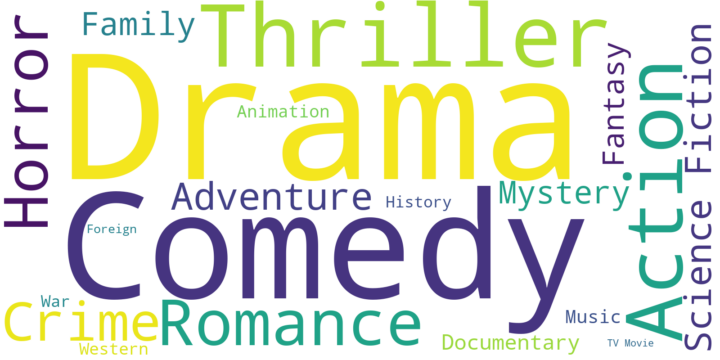 Family
Thriller
Horror
Drama
Animation
Fantasy
Science Fiction
Action
Comedy
Adventure
History
Mystery
Foreign
War
Crime
Romance
Western
Documentary
Music
TV Movie